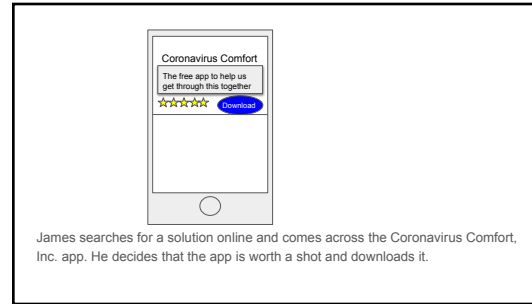 Coronavirus Comfort
The free app to help us
get through this together
Download
James searches for a solution online and comes across the Coronavirus Comfort,
Inc. app. He decides that the app is worth a shot and downloads it.